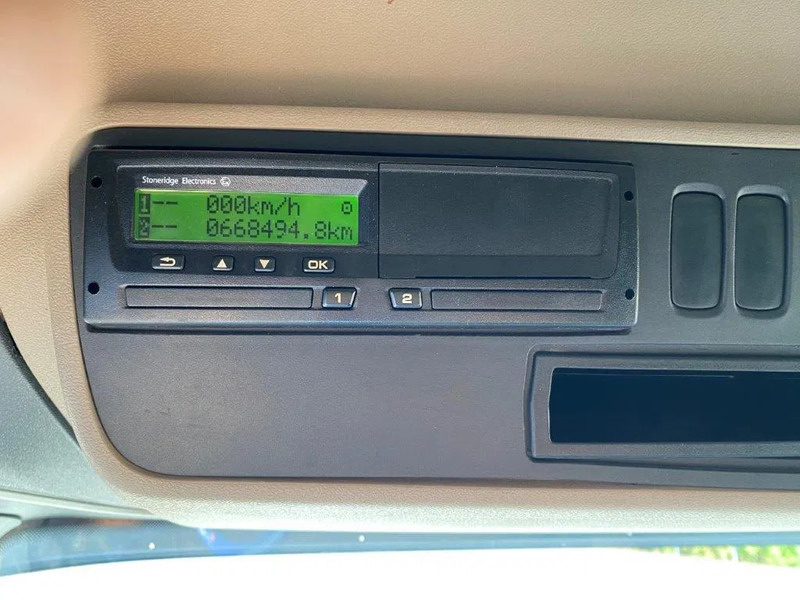 Stoneridge Electronics
1-- 000km/h
2-- 0668494.8km
OK
1 2